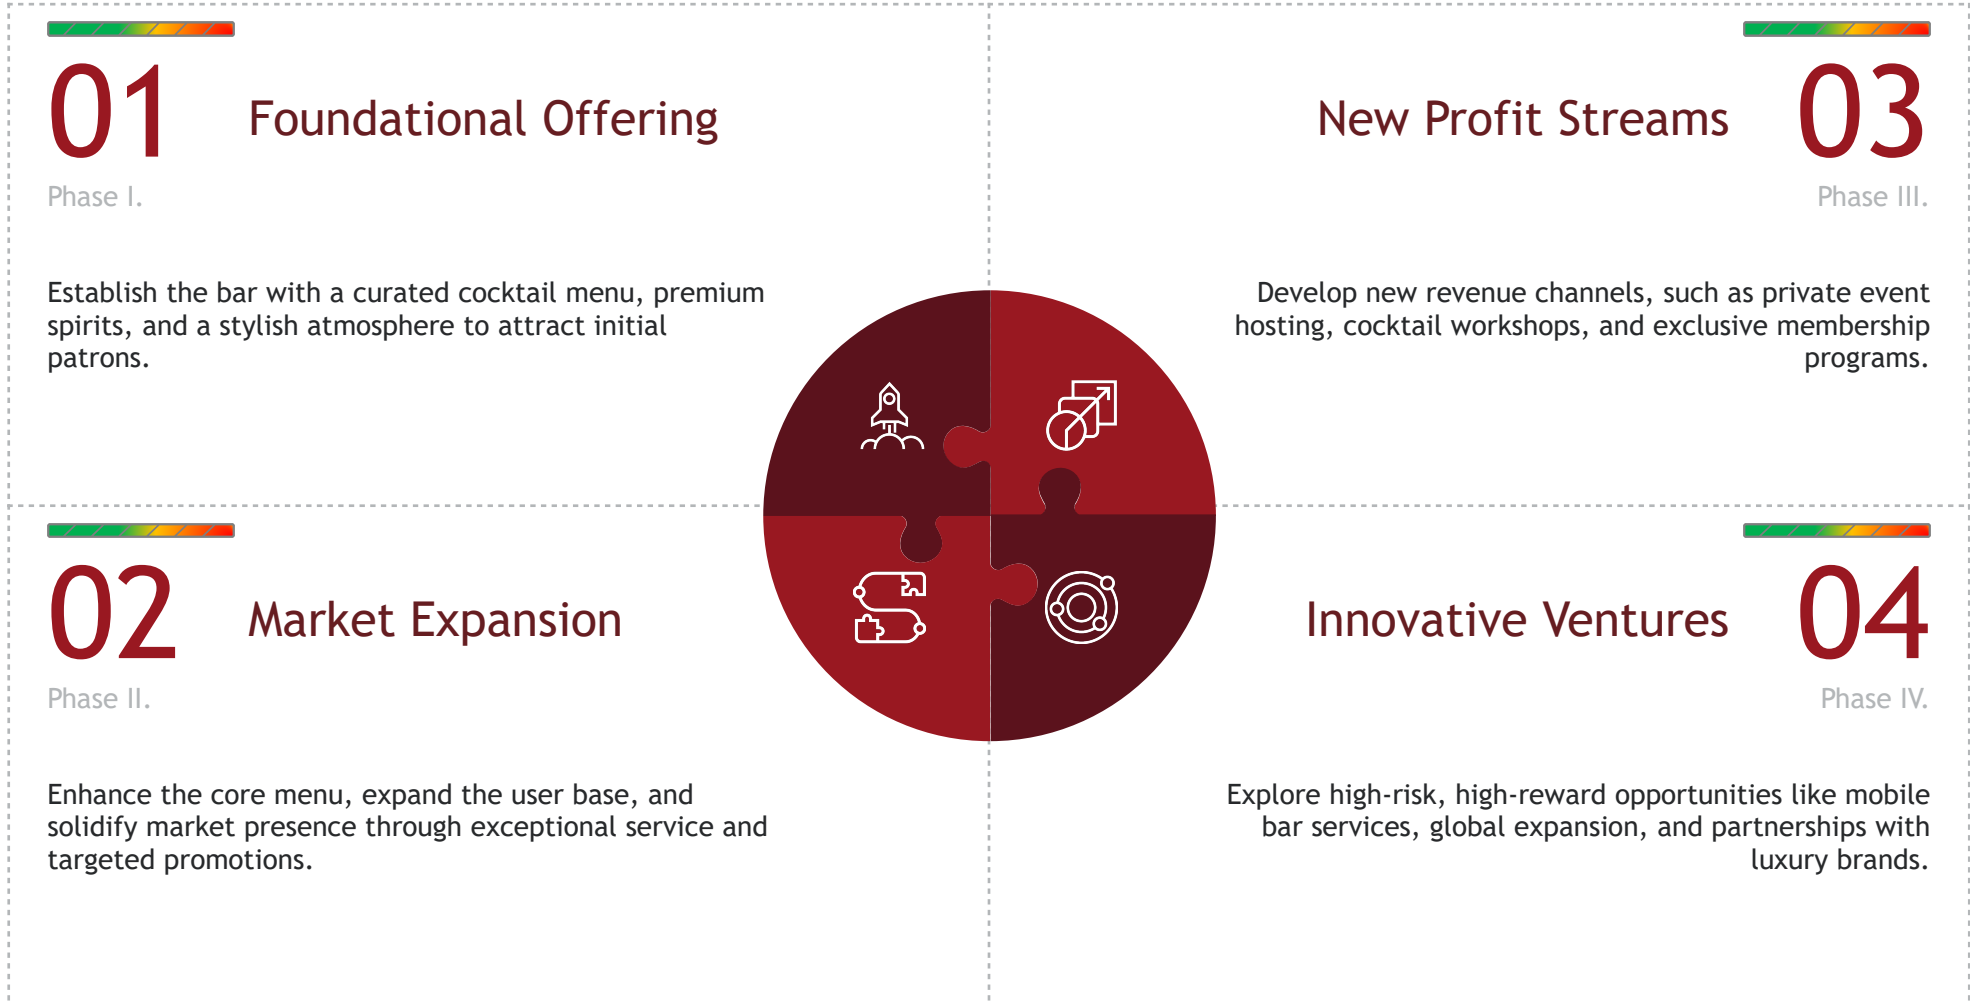 01
Foundational Offering
Phase I.
Establish the bar with a curated cocktail menu, premium
spirits, and a stylish atmosphere to attract initial
patrons.
02
Market Expansion
Phase II.
Enhance the core menu, expand the user base, and
solidify market presence through exceptional service and
targeted promotions.
New Profit Streams
03
Phase III.
Develop new revenue channels, such as private event
hosting, cocktail workshops, and exclusive membership
programs.
Innovative Ventures
04
Phase IV.
Explore high-risk, high-reward opportunities like mobile
bar services, global expansion, and partnerships with
luxury brands.